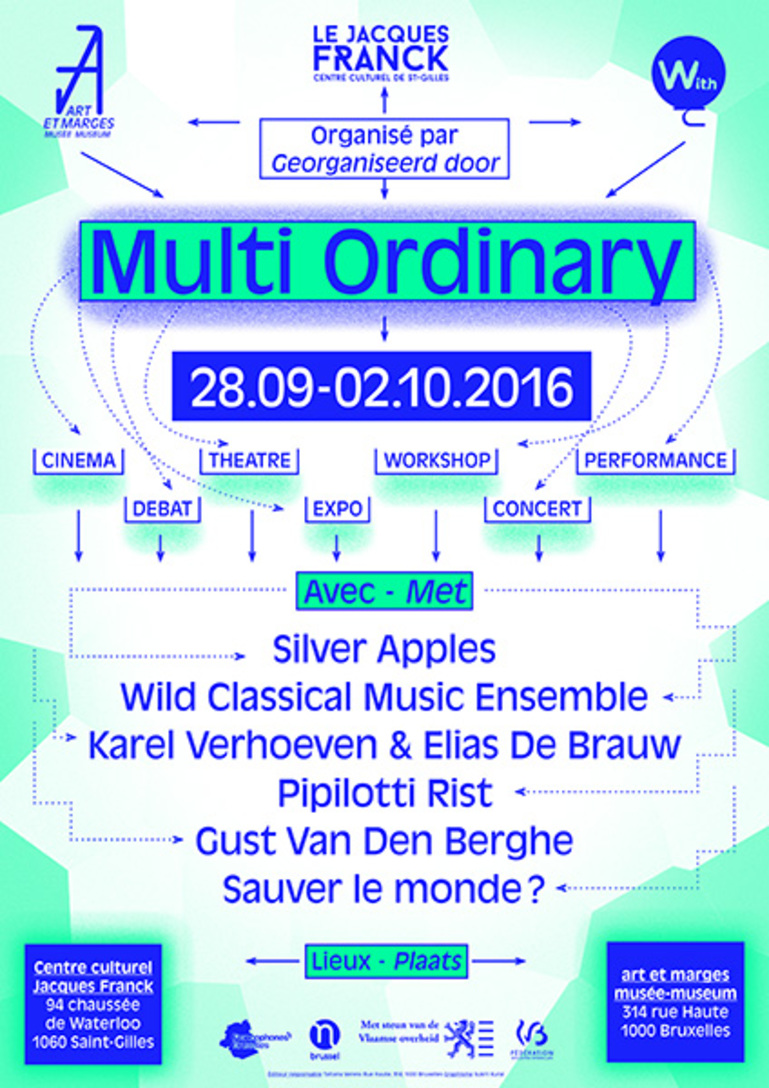 ART
ET MARGES
MUSÉE MUSEUM
LE JACQUES
FRANCK
CENTRE CULTUREL DE ST-GILLES
With
Organisé par
Georganiseerd door
Multi Ordinary
28.09-02.10.2016
CINEMA
THEATRE
WORKSHOP
PERFORMANCE
DEBAT
EXPO
CONCERT
Avec - Met
Silver Apples
Wild Classical Music Ensemble
Karel Verhoeven & Elias De Brauw
Pipilotti Rist
Gust Van Den Berghe
Sauver le monde?
Lieux - Plaats
Centre culturel
Jacques Franck
94 chaussée
de Waterloo
1060 Saint-Gilles
art et marges
musée-museum
314 rue Haute
1000 Bruxelles
n
brussel
Met steun van de
Vlaamse overheid